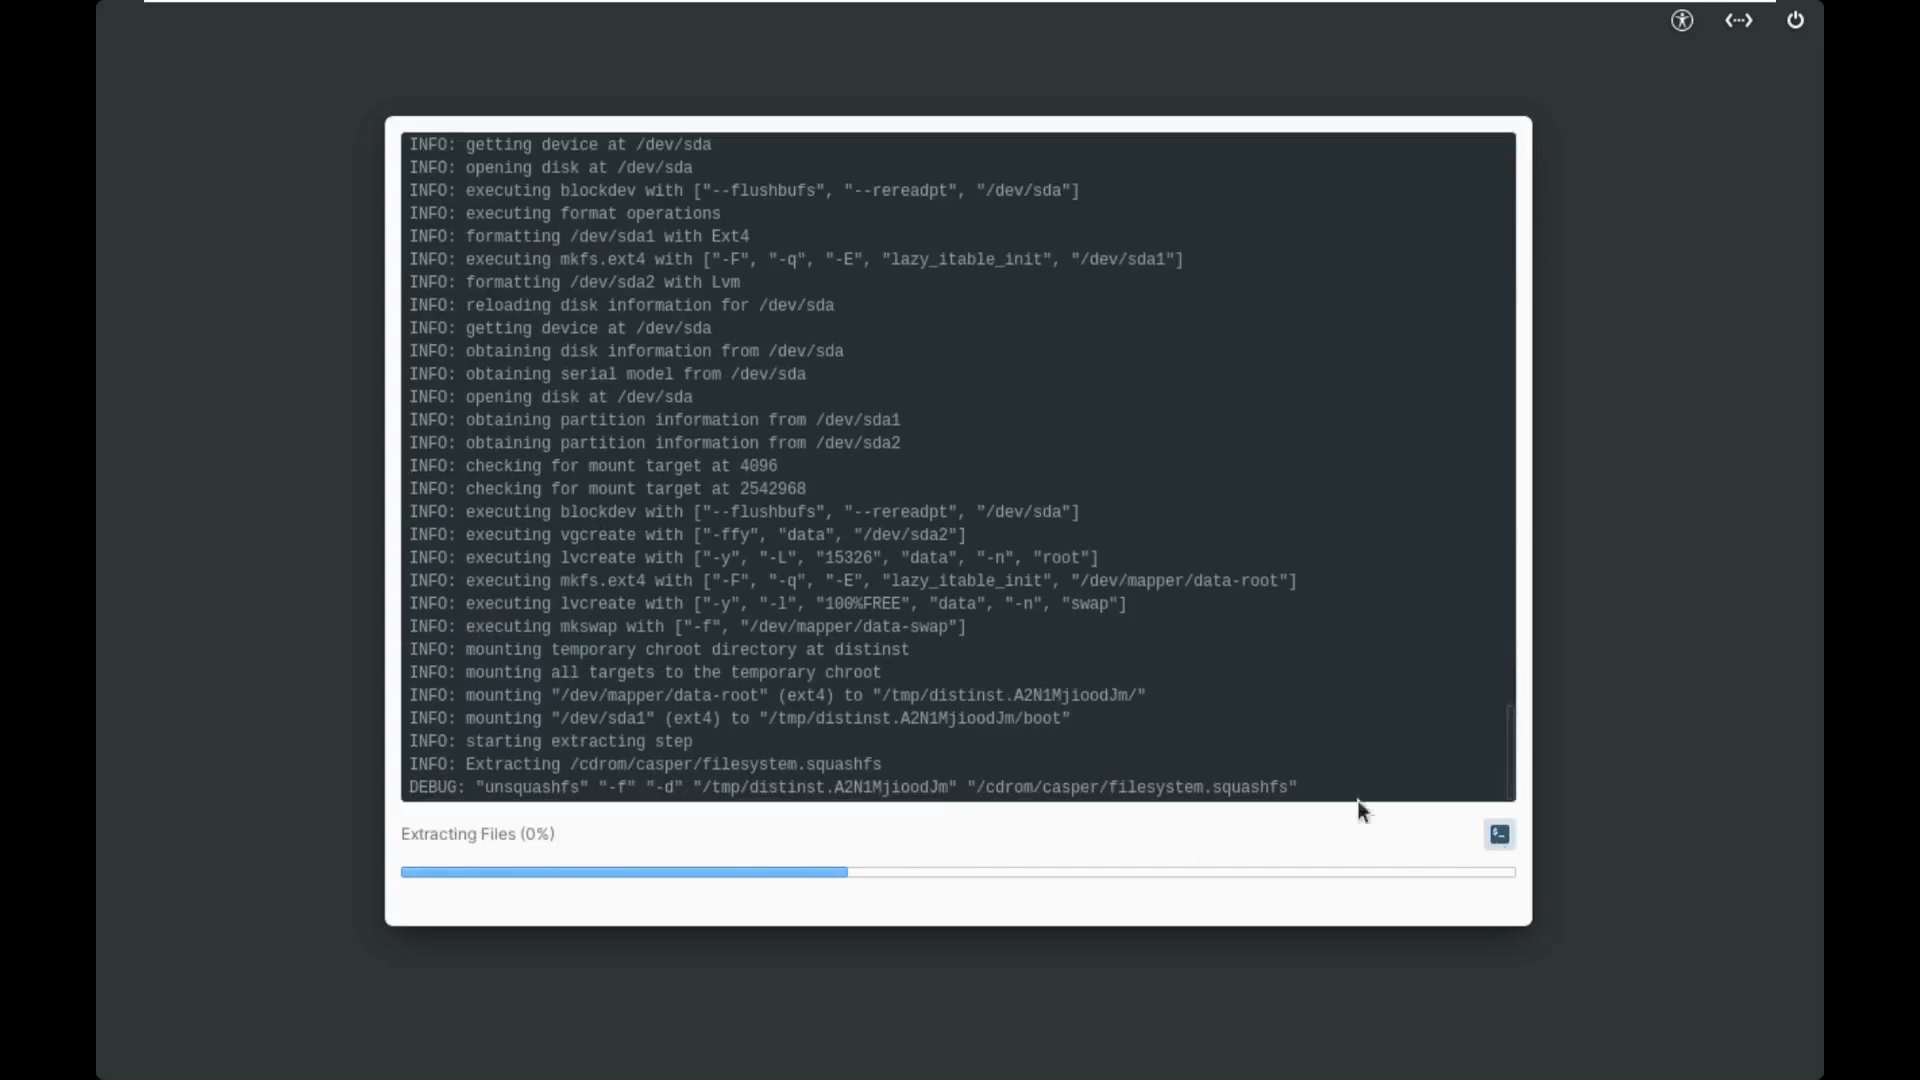 INFO: getting device at /dev/sda
INFO: opening disk at /dev/sda
INFO: executing blockdev with ["--flushbufs", "--rereadpt", "/dev/sda"]
INFO: executing format operations
INFO: formatting /dev/sda1 with Ext4
INFO: executing mkfs.ext4 with ["-F", "-q", "-E", "lazy_itable_init", "/dev/sda1"]
INFO: formatting /dev/sda2 with Lvm
INFO: reloading disk information for /dev/sda
INFO: getting device at /dev/sda
INFO: obtaining disk information from /dev/sda
INFO: obtaining serial model from /dev/sda
INFO: opening disk at /dev/sda
INFO: obtaining partition information from /dev/sda1
INFO: obtaining partition information from /dev/sda2
INFO: checking for mount target at 4096
INFO: checking for mount target at 2542968
INFO: executing blockdev with ["--flushbufs", "--rereadpt", "/dev/sda"]
INFO: executing vgcreate with ["-ffy", "data", "/dev/sda2"]
INFO: executing lvcreate with ["-y", "-L", "15326", "data", "-n", "root"]
INFO: executing mkfs.ext4 with ["-F", "-q", "-E", "lazy_itable_init", "/dev/mapper/data-root"]
INFO: executing lvcreate with ["-y", "-l", "100%FREE", "data", "-n", "swap"]
INFO: executing mkswap with ["-f", "/dev/mapper/data-swap"]
INFO: mounting temporary chroot directory at distinst
INFO: mounting all targets to the temporary chroot
INFO: mounting "/dev/mapper/data-root" (ext4) to "/tmp/distinst.A2N1MjioodJm/"
INFO: mounting "/dev/sda1" (ext4) to "/tmp/distinst.A2N1MjioodJm/boot"
INFO: starting extracting step
INFO: Extracting /cdrom/casper/filesystem.squashfs
DEBUG: "unsquashfs" "-f" "-d" "/tmp/distinst.A2N1MjioodJm" "/cdrom/casper/filesystem.squashfs"
Extracting Files (0%)